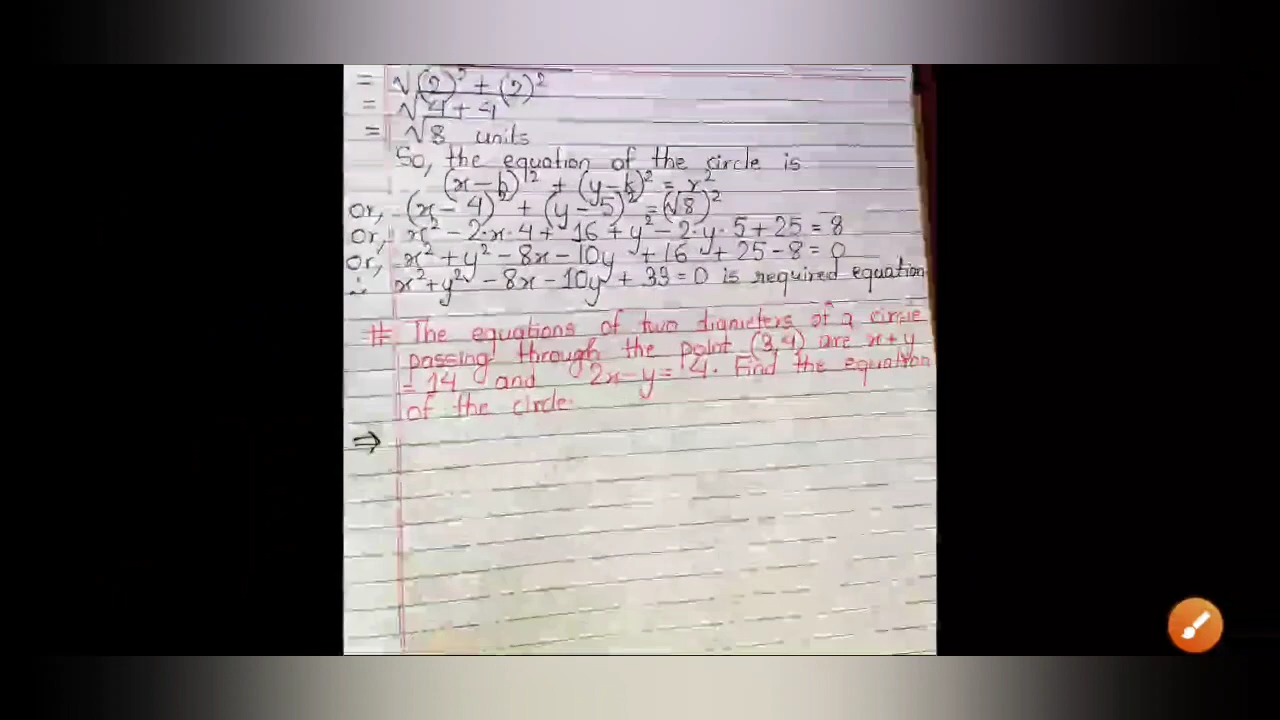 = √(2)² + (2)²
= √4 + 4
= √8 units
So, the equation of the circle is
(x - h)² + (y - k)² = r²
or, (x - 4)² + (y - 5)² = (√8)²
or, x² - 2·x·4 + 16 + y² - 2·y·5 + 25 = 8
or, x² + y² - 8x - 10y + 16 + 25 - 8 = 0
∴ x² + y² - 8x - 10y + 33 = 0 is required equation
# The equations of two diameters of a circle
passing through the point (3,4) are x + y
= 14 and 2x - y = 4. Find the equation
of the circle.
⇒